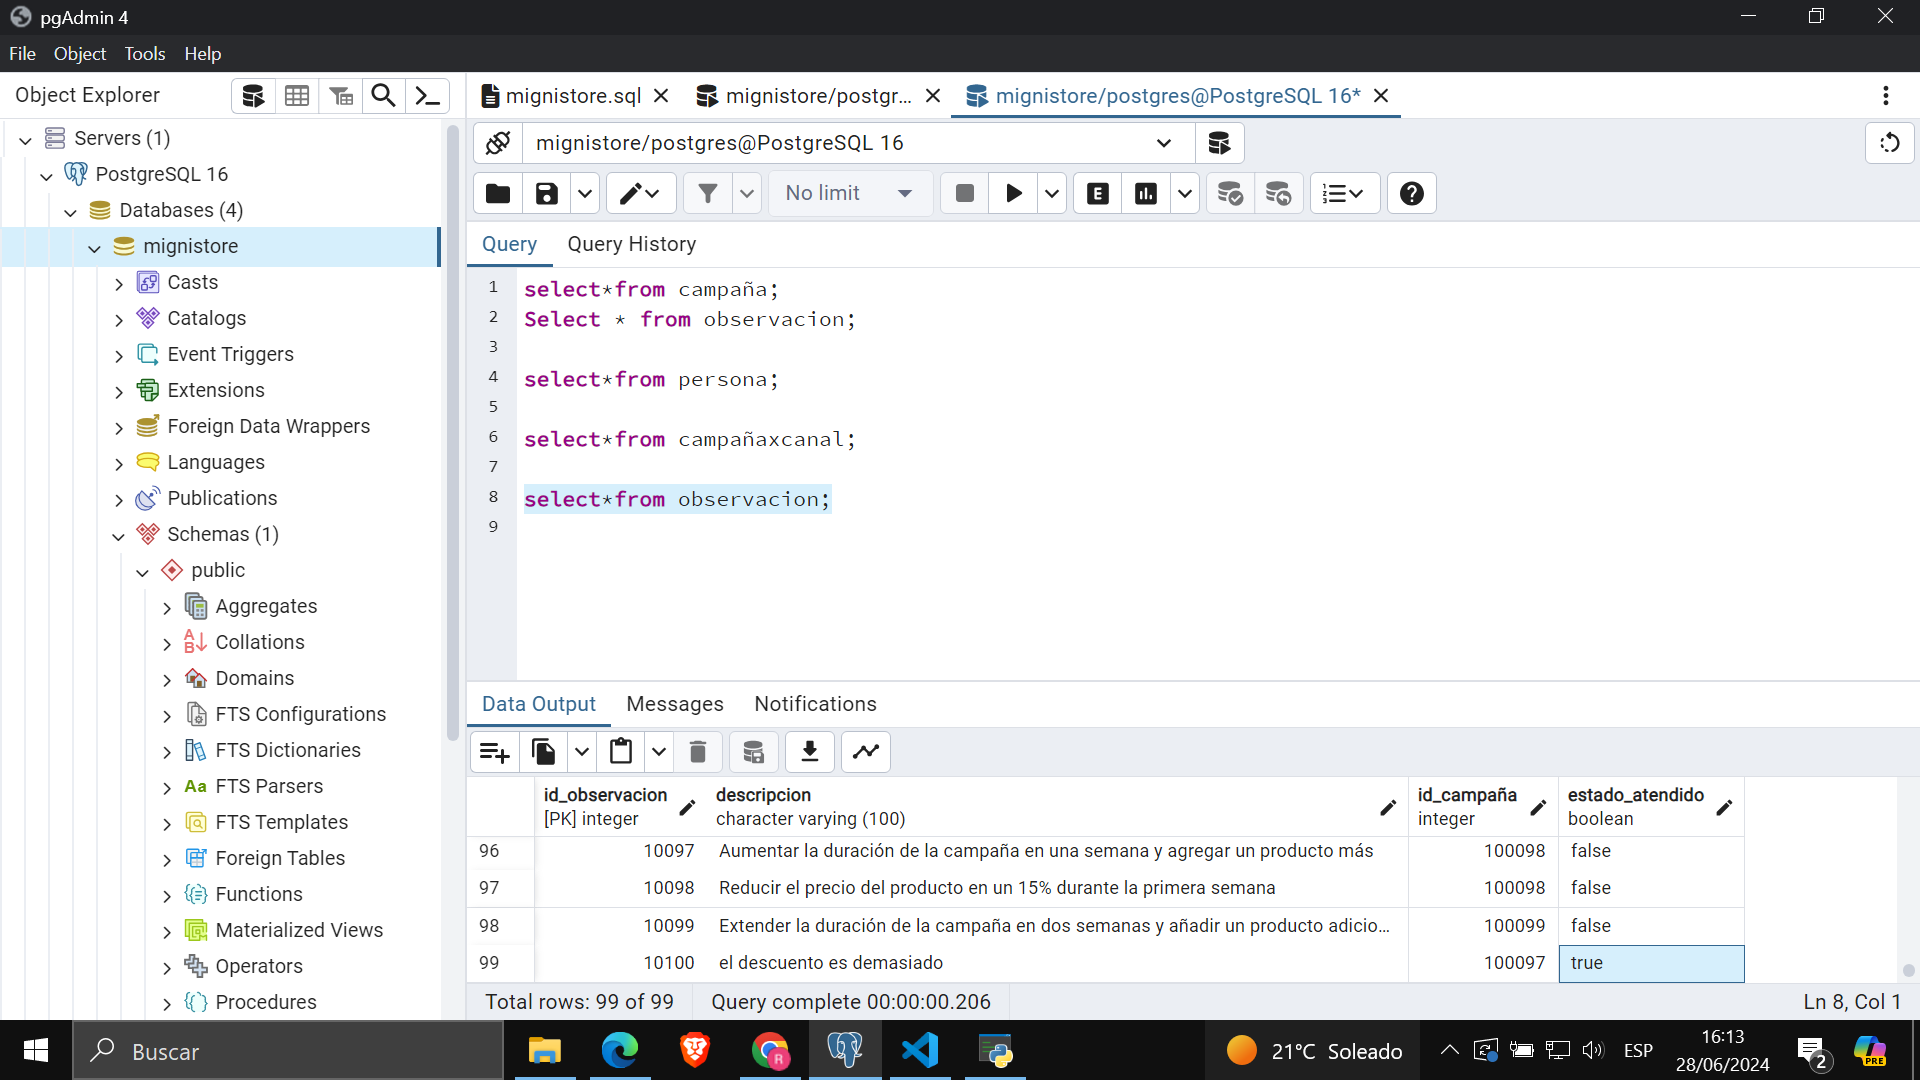 pgAdmin 4
File Object Tools Help
Object Explorer
mignistore.sql
mignistore/postgr...
mignistore/postgres@PostgreSQL 16*
Servers (1)
PostgreSQL 16
Databases (4)
mignistore
Casts
Catalogs
Event Triggers
Extensions
Foreign Data Wrappers
Languages
Publications
Schemas (1)
public
Aggregates
Collations
Domains
FTS Configurations
FTS Dictionaries
Aa FTS Parsers
FTS Templates
Foreign Tables
Functions
Materialized Views
Operators
Procedures
mignistore/postgres@PostgreSQL 16
No limit
E
Query Query History
1 select*from campaña;
2 Select * from observacion;
3
4 select*from persona;
5
6 select*from campañaxcanal;
7
8 select*from observacion;
9
Data Output Messages Notifications
id_observacion descripcion id_campaña estado_atendido
[PK] integer character varying (100) integer boolean
96 10097 Aumentar la duración de la campaña en una semana y agregar un producto más 100098 false
97 10098 Reducir el precio del producto en un 15% durante la primera semana 100098 false
98 10099 Extender la duración de la campaña en dos semanas y añadir un producto adicio... 100099 false
99 10100 el descuento es demasiado 100097 true
Total rows: 99 of 99 Query complete 00:00:00.206 Ln 8, Col 1
Buscar
R
21°C Soleado
ESP
16:13
28/06/2024
2
PRE